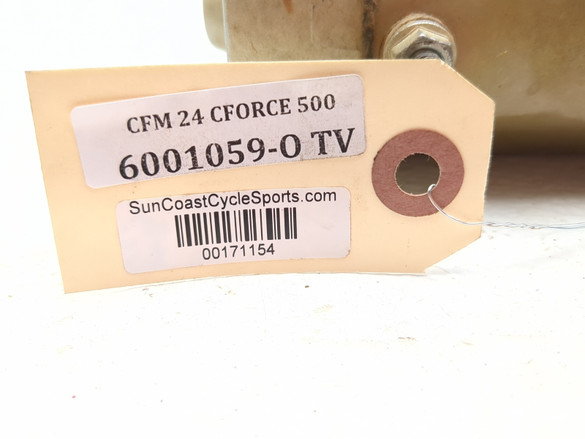 CFM 24 CFORCE 500
6001059-O TV
SunCoastCycleSports.com
00171154